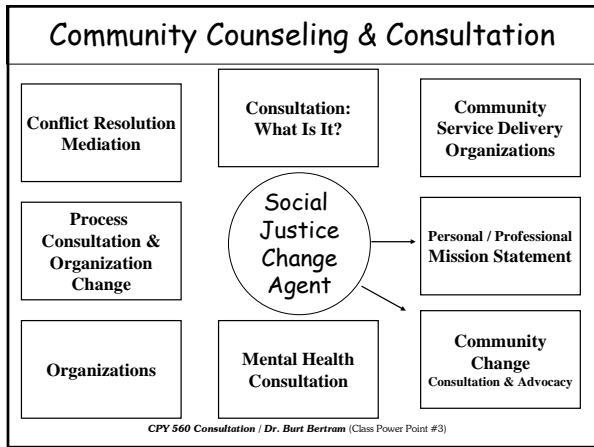 Community Counseling & Consultation
Conflict Resolution
Mediation
Consultation:
What Is It?
Community
Service Delivery
Organizations
Process
Consultation &
Organization
Change
Social
Justice
Change
Agent
Personal / Professional
Mission Statement
Organizations
Mental Health
Consultation
Community
Change
Consultation & Advocacy
CPY 560 Consultation / Dr. Burt Bertram (Class Power Point #3)